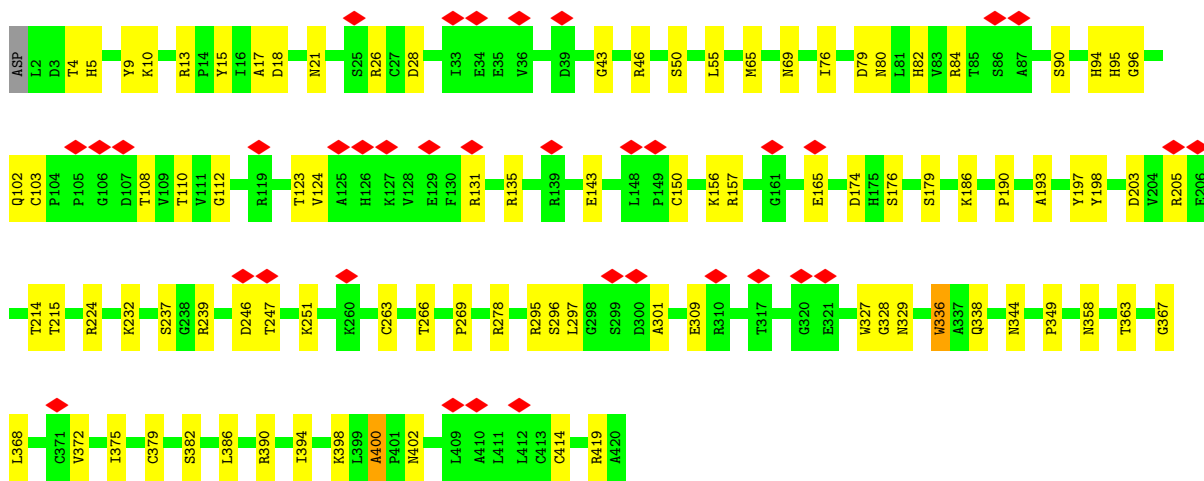 ASP L2 D3 T4 H5 Y9 K10 R13 P14 Y15 I16 A17 D18 N21 S25 R26 C27 D28 I33 E34 E35 V36 D39 G43 R46 S50 L55 M65 N69 I76 D79 N80 L81 H82 V83 R84 T85 S86 A87 S90 H94 H95 G96
Q102 C103 P104 P105 G106 D107 T108 V109 T110 V111 G112 R119 T123 V124 A125 H126 K127 V128 E129 F130 R131 R135 R139 E143 L148 P149 C150 K156 R157 G161 E165 D174 H175 S176 S179 K186 P190 A193 Y197 Y198 D203 V204 R205 E206
T214 T215 R224 K232 S237 G238 R239 D246 T247 K251 K260 C263 T266 P269 R278 R295 S296 L297 G298 S299 D300 A301 E309 R310 T317 G320 E321 W327 G328 N329 W336 A337 Q338 N344 P349 N358 T363 G367
L368 C371 V372 I375 C379 S382 L386 R390 I394 K398 L399 A400 P401 N402 L409 A410 L411 L412 C413 C414 R419 A420